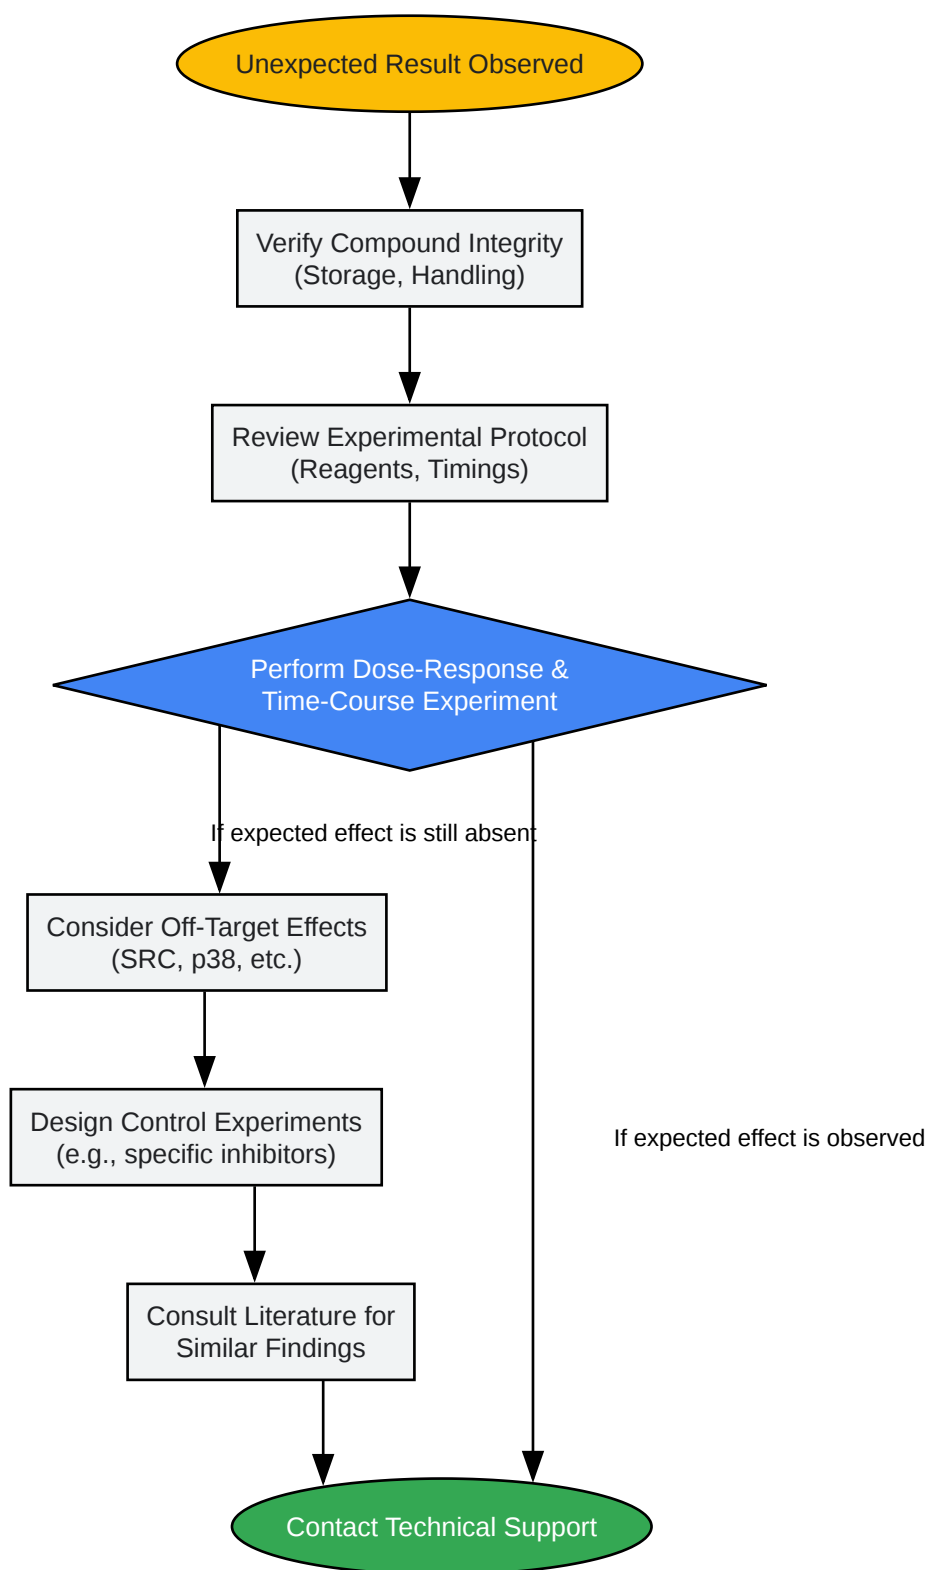 Unexpected Result Observed
Verify Compound Integrity
(Storage, Handling)
Review Experimental Protocol
(Reagents, Timings)
Perform Dose-Response &
Time-Course Experiment
If expected effect is still absent
Consider Off-Target Effects
(SRC, p38, etc.)
Design Control Experiments
(e.g., specific inhibitors)
If expected effect is observed
Consult Literature for
Similar Findings
Contact Technical Support